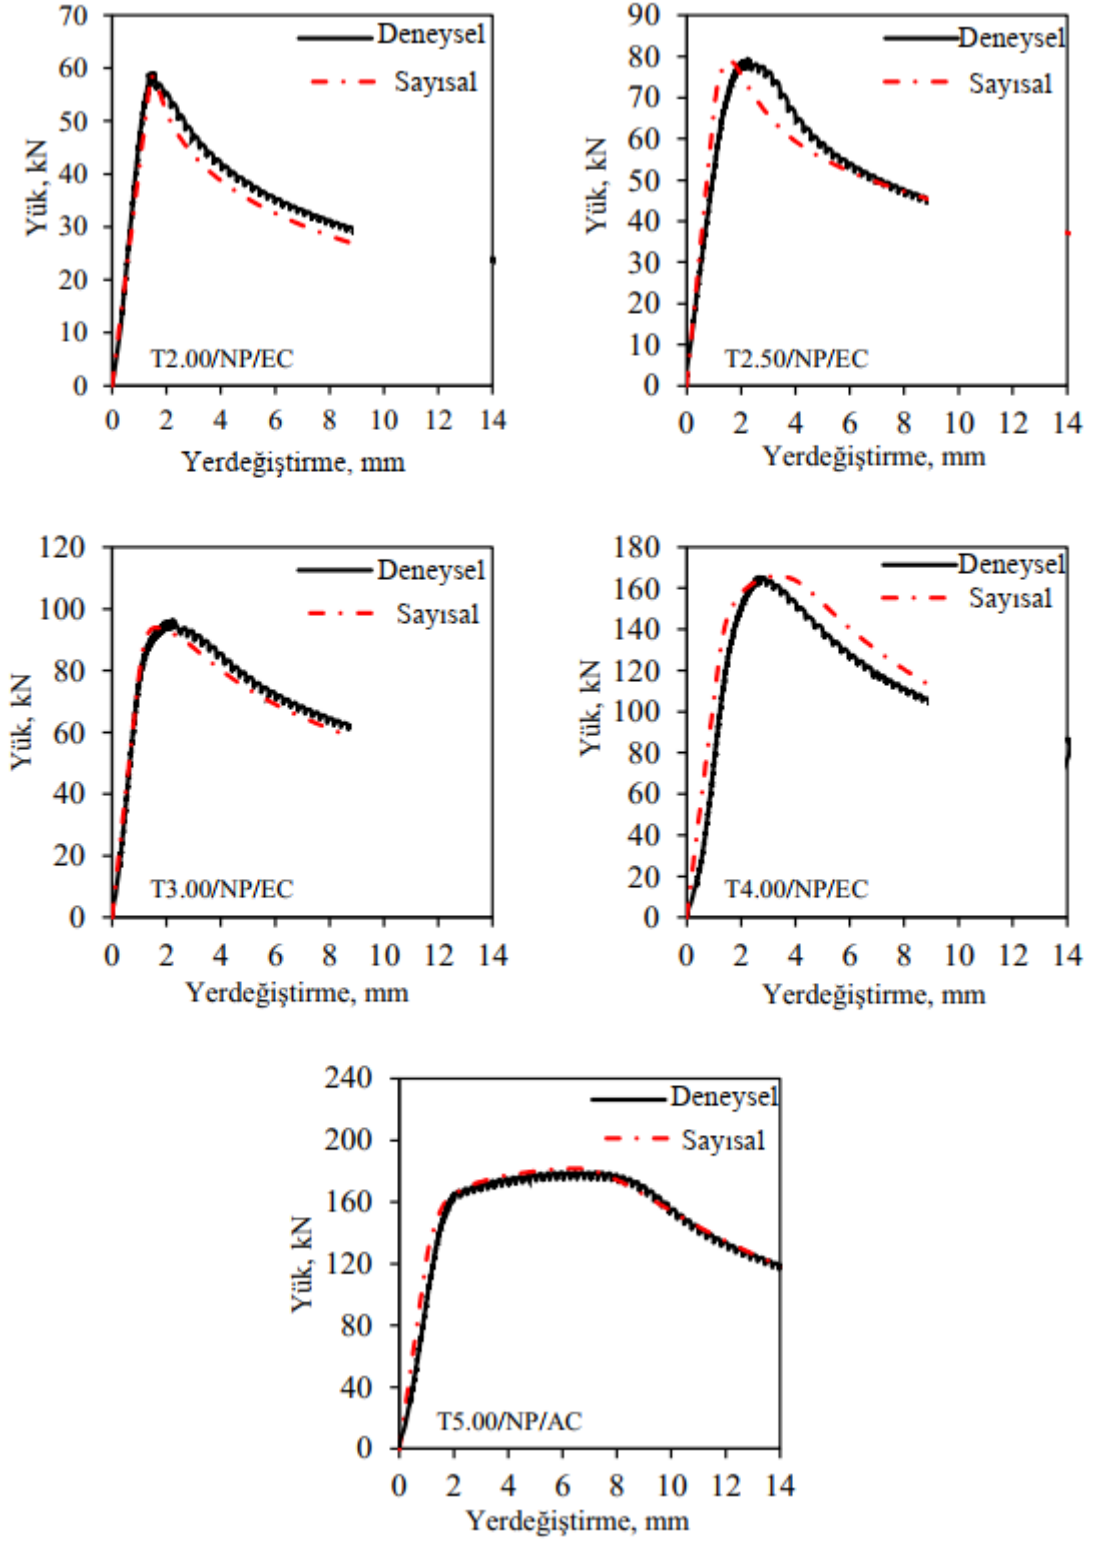 70
60
50
40
30
20
10
0
Yük, kN
Deneysel
Sayısal
T2.00/NP/EC
0 2 4 6 8 10 12 14
Yerdeğiştirme, mm
90
80
70
60
50
40
30
20
10
0
Yük, kN
Deneysel
Sayısal
T2.50/NP/EC
0 2 4 6 8 10 12 14
Yerdeğiştirme, mm
120
100
80
60
40
20
0
Yük, kN
Deneysel
Sayısal
T3.00/NP/EC
0 2 4 6 8 10 12 14
Yerdeğiştirme, mm
180
160
140
120
100
80
60
40
20
0
Yük, kN
Deneysel
Sayısal
T4.00/NP/EC
0 2 4 6 8 10 12 14
Yerdeğiştirme, mm
240
200
160
120
80
40
0
Yük, kN
Deneysel
Sayısal
T5.00/NP/AC
0 2 4 6 8 10 12 14
Yerdeğiştirme, mm